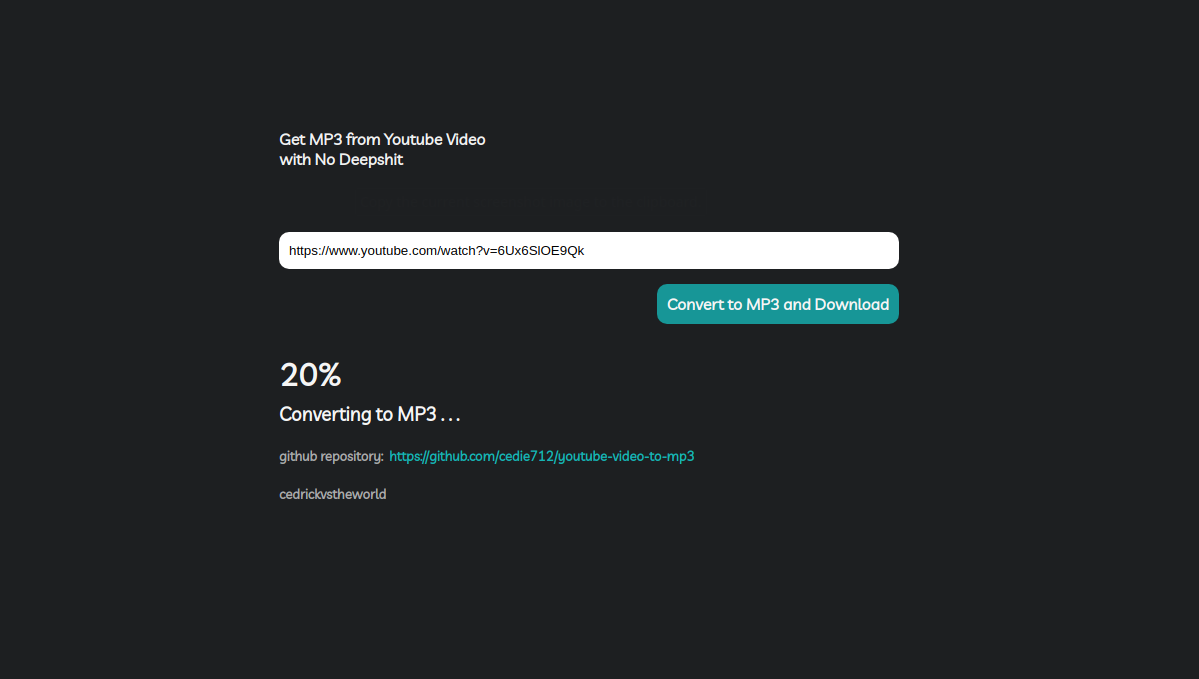 Get MP3 from Youtube Video
with No Deepshit
https://www.youtube.com/watch?v=6Ux6SlOE9Qk
Convert to MP3 and Download
20%
Converting to MP3 . . .
github repository: https://github.com/cedie712/youtube-video-to-mp3
cedrickvstheworld